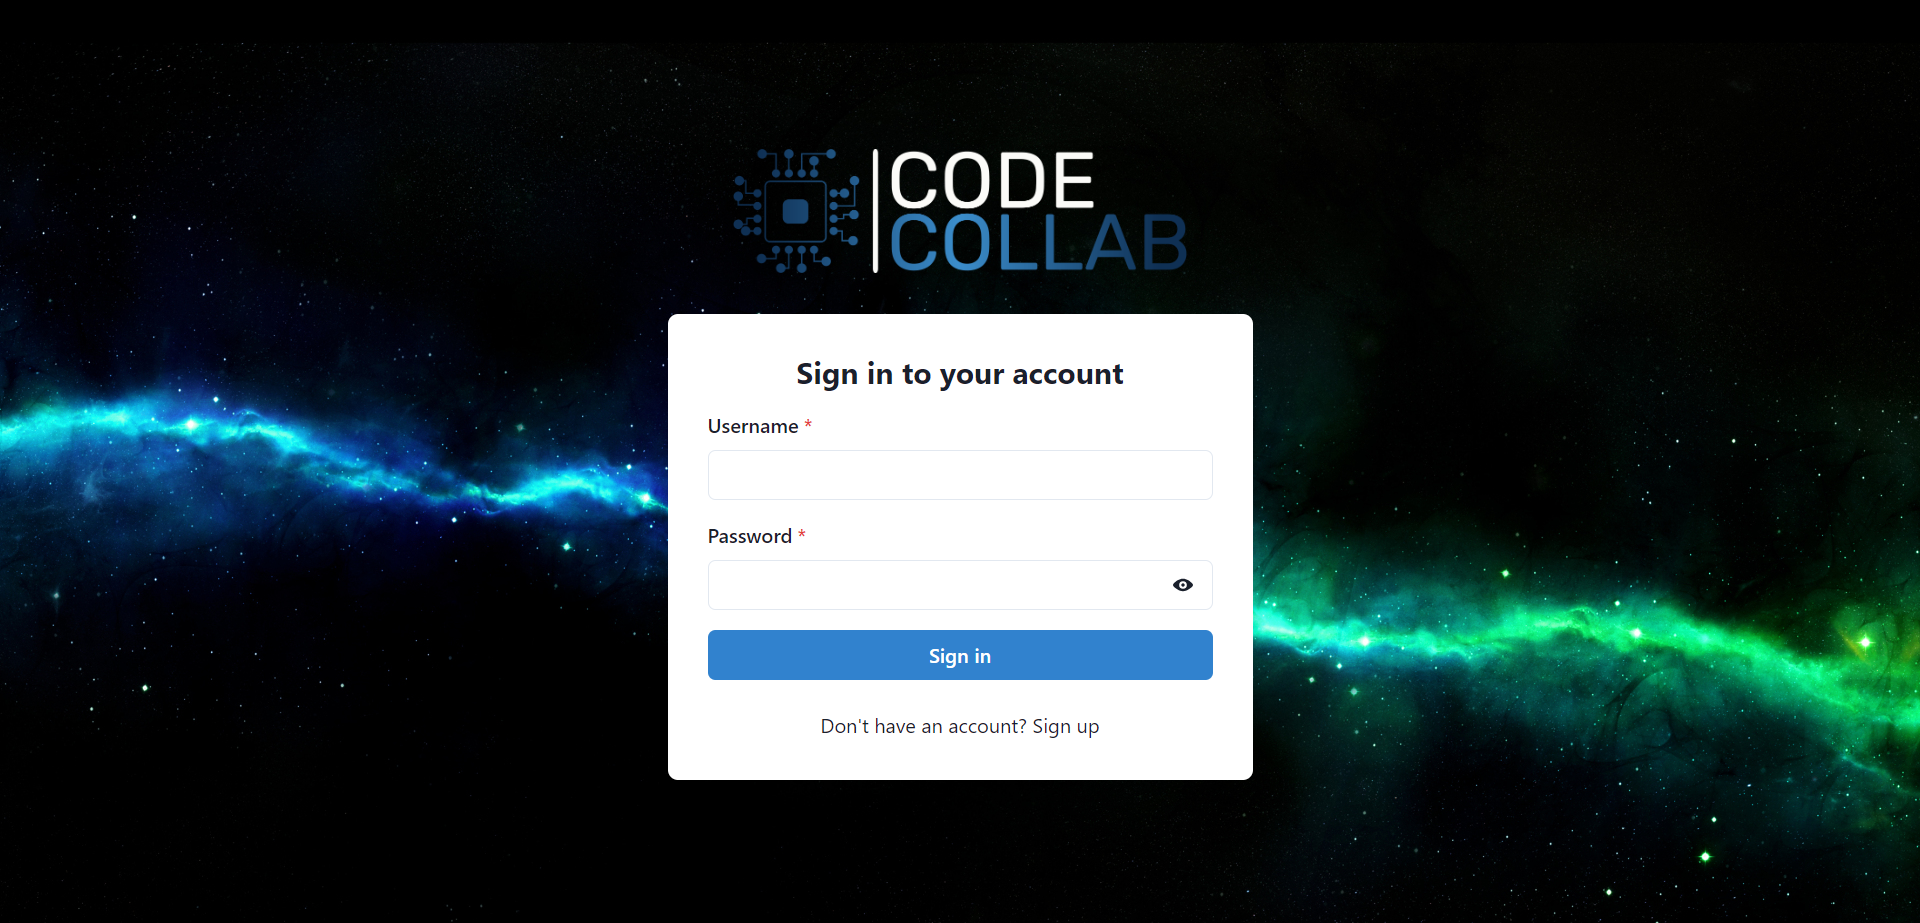 CODE
COLLAB
Sign in to your account
Username *
Password *
Sign in
Don't have an account? Sign up